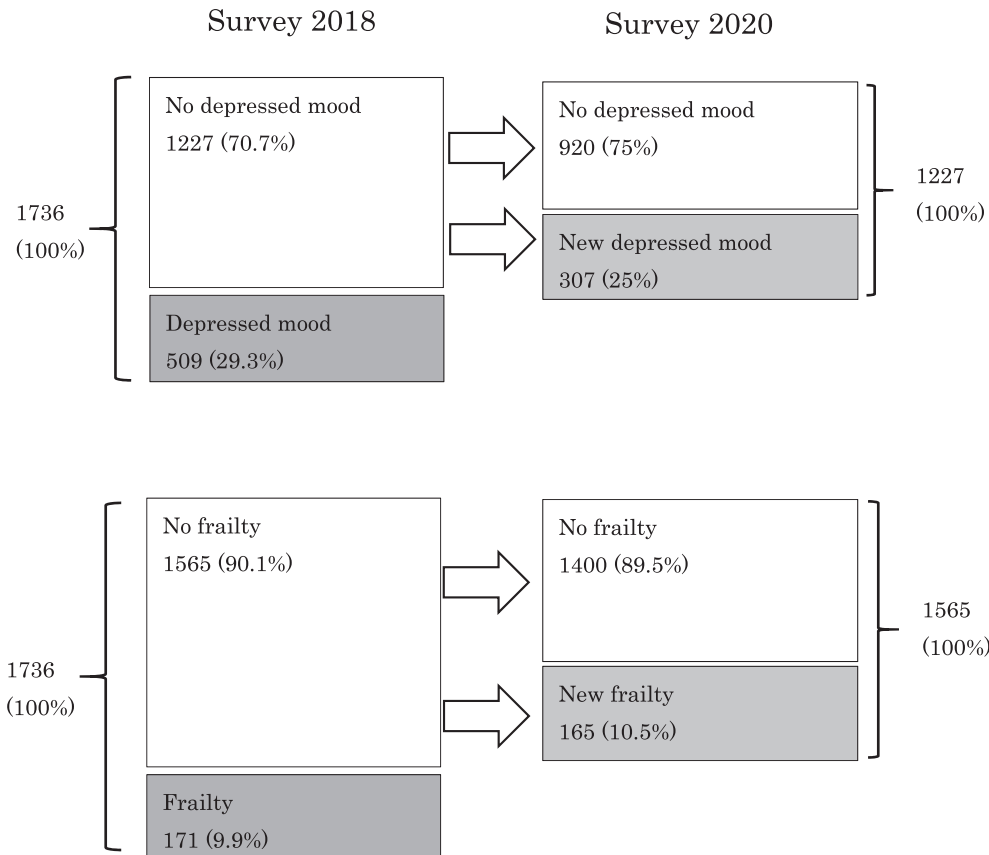 Survey 2018
Survey 2020
No depressed mood
1227 (70.7%)
No depressed mood
920 (75%)
1736
(100%)
1227
(100%)
New depressed mood
307 (25%)
Depressed mood
509 (29.3%)
No frailty
1565 (90.1%)
No frailty
1400 (89.5%)
1736
(100%)
1565
(100%)
New frailty
165 (10.5%)
Frailty
171 (9.9%)